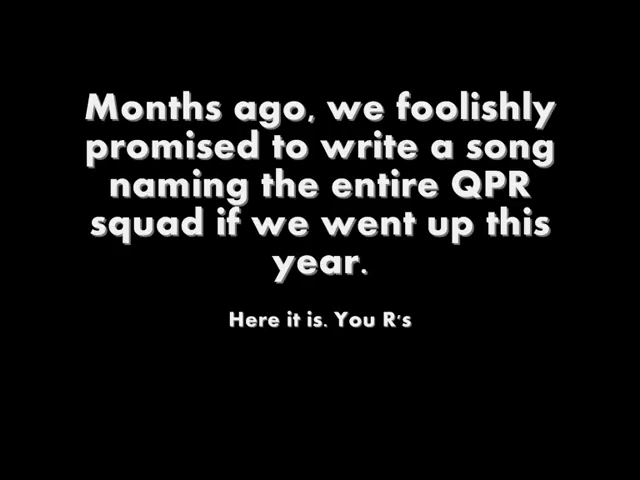 Months ago, we foolishly
promised to write a song
naming the entire QPR
squad if we went up this
year.
Here it is. You R's